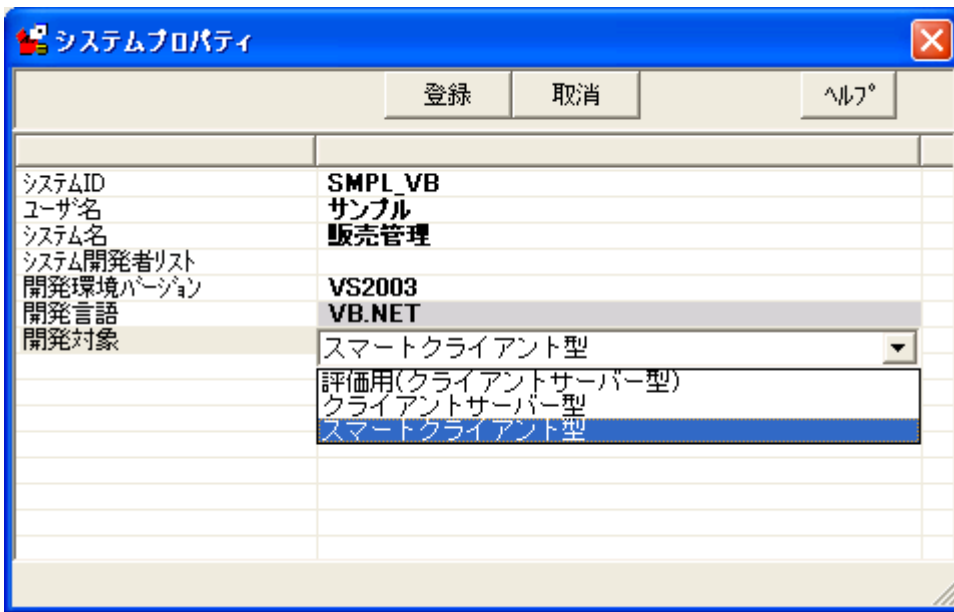 システムプロパティ
登録 取消 ﾍﾙﾌﾟ
ｼｽﾃﾑID SMPL_VB
ﾕｰｻﾞ名 サンプル
ｼｽﾃﾑ名 販売管理
ｼｽﾃﾑ開発者ﾘｽﾄ
開発環境ﾊﾞｰｼﾞｮﾝ VS2003
開発言語 VB.NET
開発対象 スマートクライアント型
評価用(クライアントサーバー型)
クライアントサーバー型
スマートクライアント型